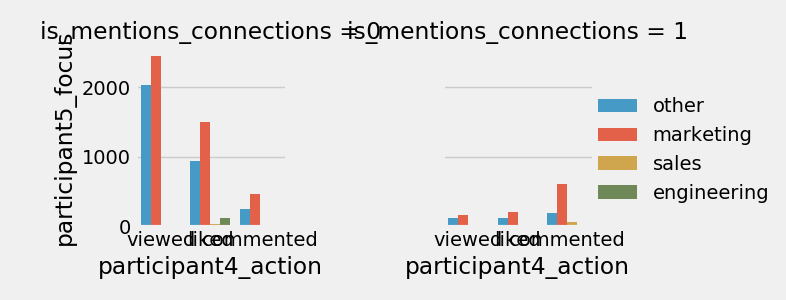 is_mentions_connections = 0
is_mentions_connections = 1
participant5_focus
2000
1000
0
viewed
liked
commented
viewed
liked
commented
participant4_action
participant4_action
other
marketing
sales
engineering